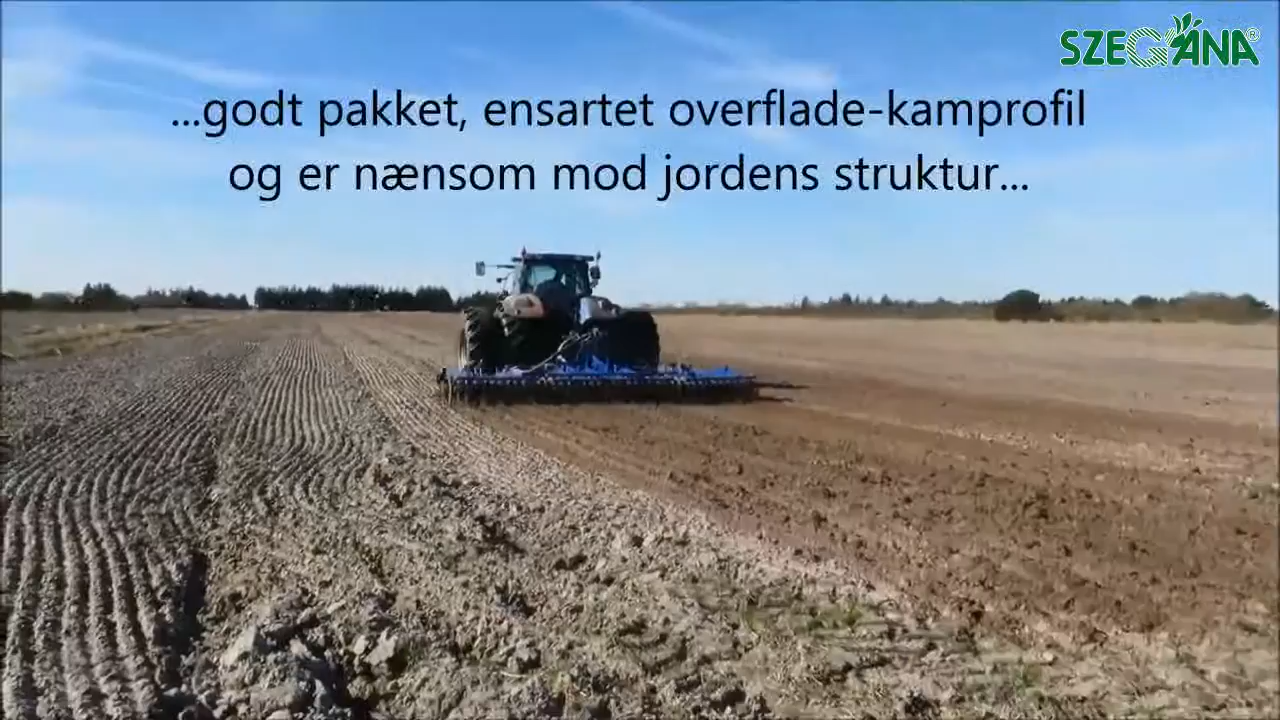 SZEGANA®
...godt pakket, ensartet overflade-kamprofil
og er nænsom mod jordens struktur...